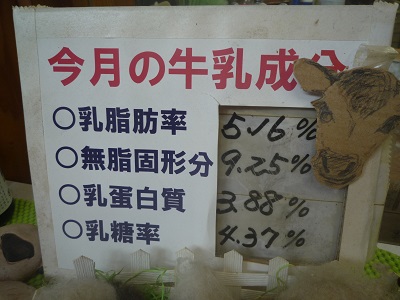 今月の牛乳成分
○乳脂肪率 5.16%
○無脂固形分 9.25%
○乳蛋白質 3.88%
○乳糖率 4.37%